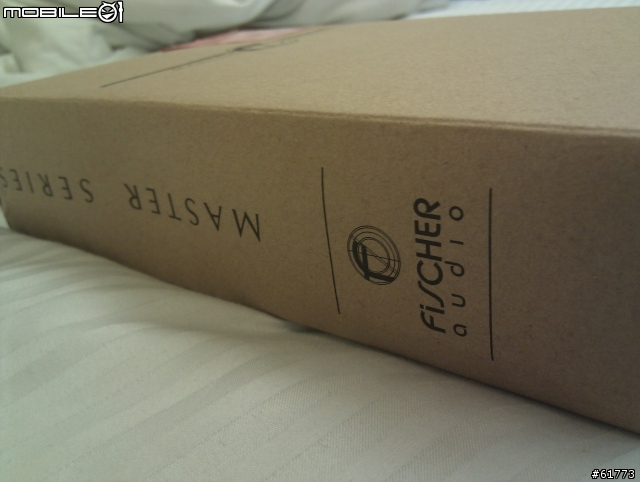 MOBILE01
MASTER SERIES
FiSCHER
audio
#61773